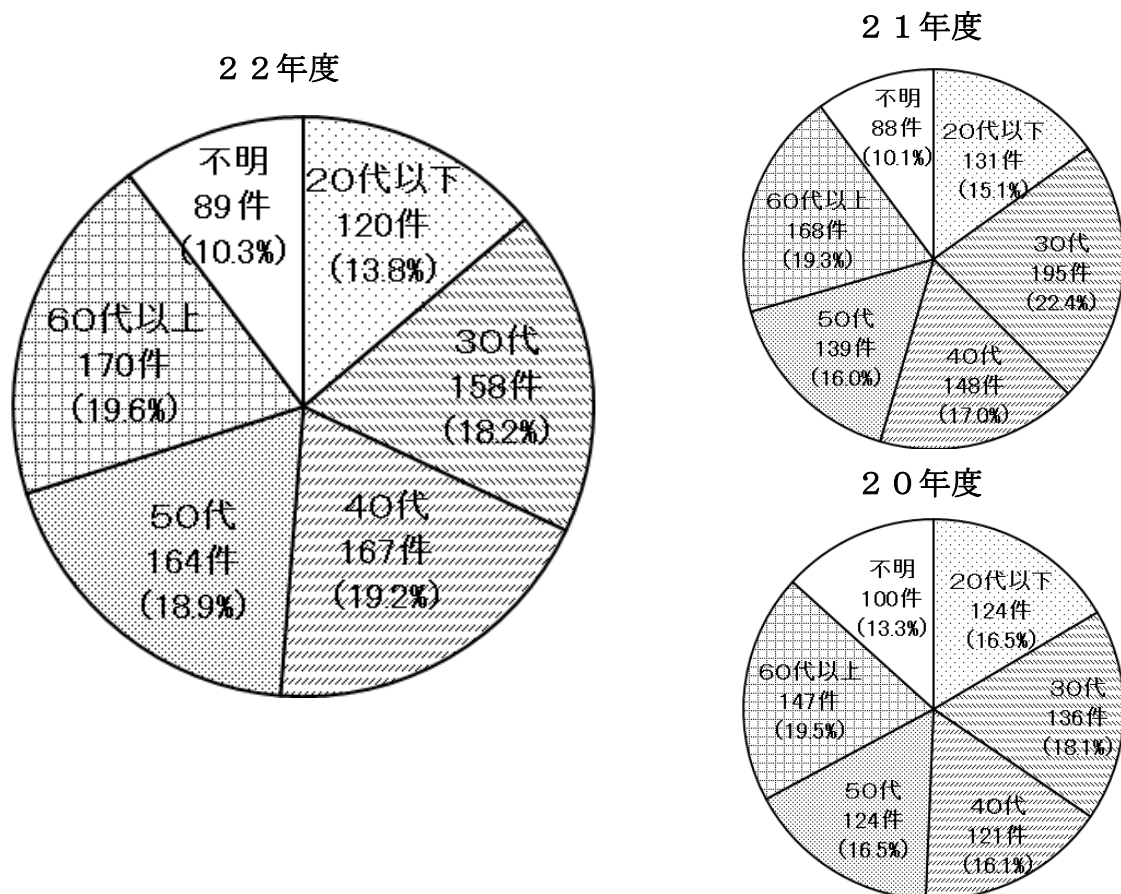 ２２年度
不明
89件
(10.3%)
20代以下
120件
(13.8%)
30代
158件
(18.2%)
40代
167件
(19.2%)
50代
164件
(18.9%)
60代以上
170件
(19.6%)
２１年度
不明
88件
(10.1%)
20代以下
131件
(15.1%)
30代
195件
(22.4%)
40代
148件
(17.0%)
50代
139件
(16.0%)
60代以上
168件
(19.3%)
２０年度
不明
100件
(13.3%)
20代以下
124件
(16.5%)
30代
136件
(18.1%)
40代
121件
(16.1%)
50代
124件
(16.5%)
60代以上
147件
(19.5%)